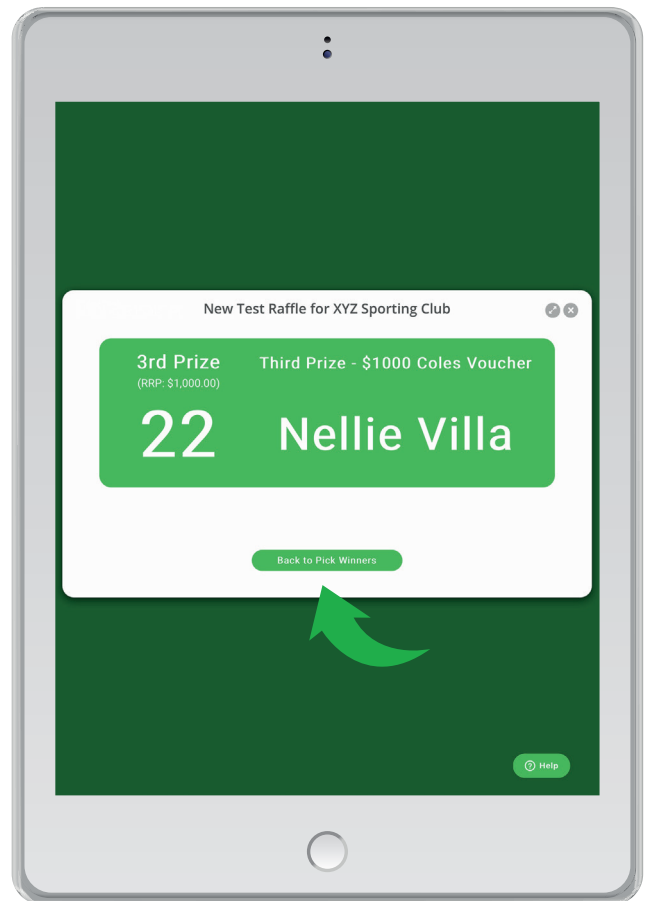 New Test Raffle for XYZ Sporting Club
3rd Prize
(RRP: $1,000.00)
Third Prize - $1000 Coles Voucher
22
Nellie Villa
Back to Pick Winners
Help